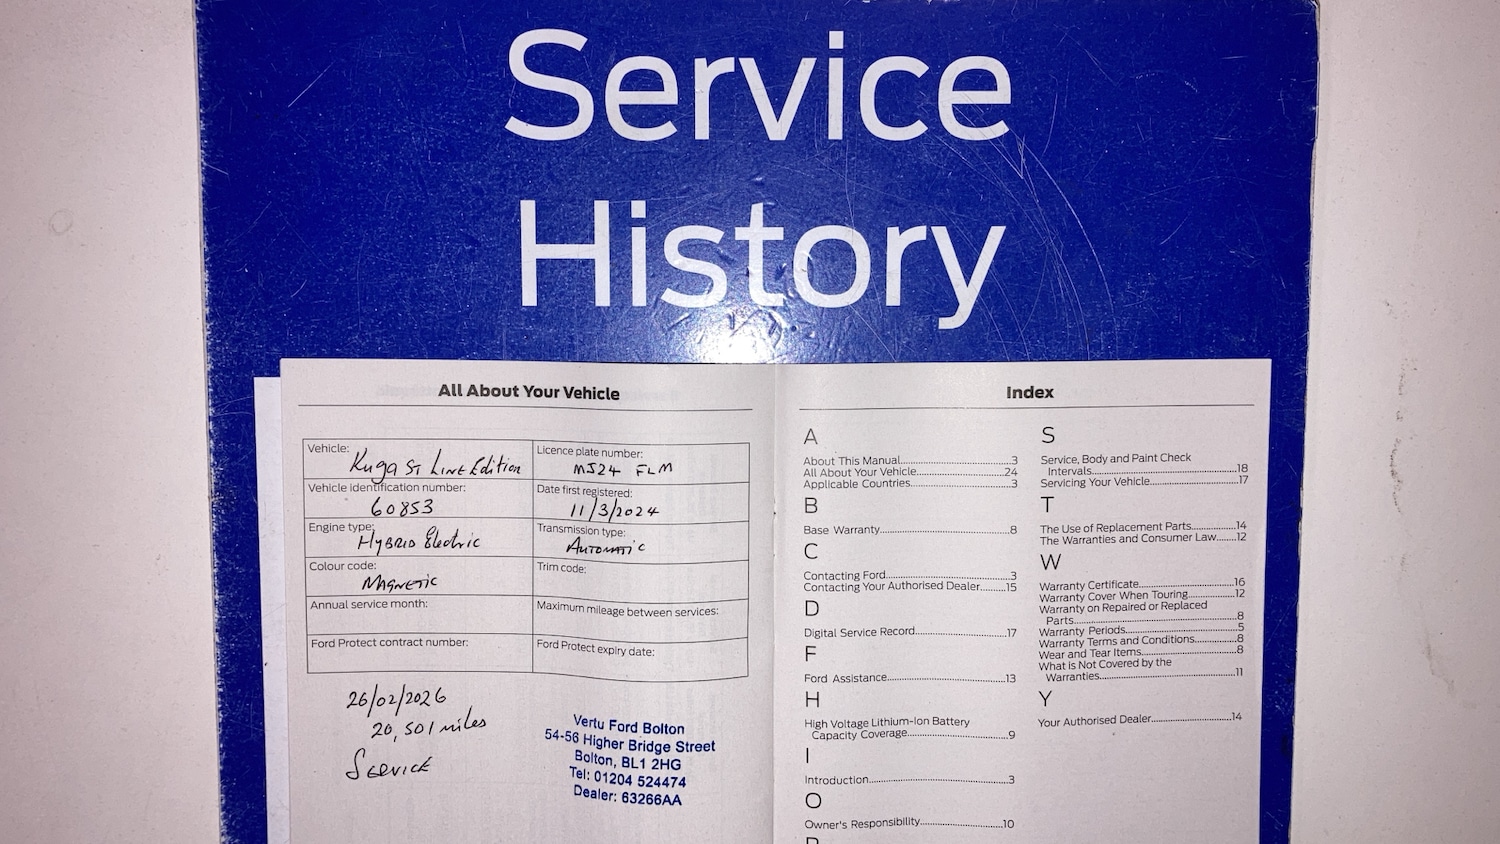 Service
History
All About Your Vehicle
Vehicle: Kuga ST LINE Edition
Licence plate number: MJ24 FLM
Vehicle identification number: 60853
Date first registered: 11/3/2024
Engine type: HYBRID Electric
Transmission type: AUTOMATIC
Colour code: MAGNETIC
Trim code:
Annual service month:
Maximum mileage between services:
Ford Protect contract number:
Ford Protect expiry date:
26/02/2026
20,501 miles
SERVICE
Vertu Ford Bolton
54-56 Higher Bridge Street
Bolton, BL1 2HG
Tel: 01204 524474
Dealer: 63266AA
Index
A
About This Manual...3
All About Your Vehicle...24
Applicable Countries...3
B
Base Warranty...8
C
Contacting Ford...3
Contacting Your Authorised Dealer...15
D
Digital Service Record...17
F
Ford Assistance...13
H
High Voltage Lithium-Ion Battery
Capacity Coverage...9
I
Introduction...3
O
Owner's Responsibility...10
S
Service, Body and Paint Check
Intervals...18
Servicing Your Vehicle...17
T
The Use of Replacement Parts...14
The Warranties and Consumer Law...12
W
Warranty Certificate...16
Warranty Cover When Touring...12
Warranty on Repaired or Replaced
Parts...8
Warranty Periods...5
Warranty Terms and Conditions...8
Wear and Tear Items...8
What is Not Covered by the
Warranties...11
Y
Your Authorised Dealer...14